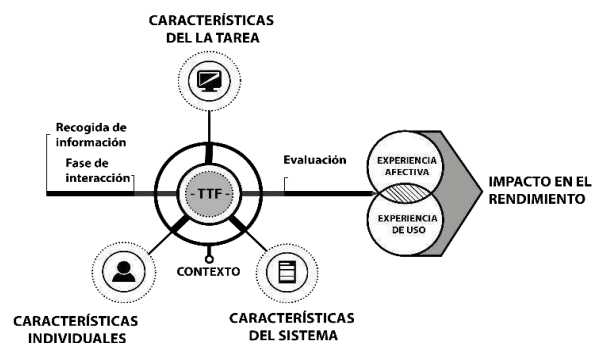 CARACTERÍSTICAS
DE LA TAREA
Recogida de
información
Fase de
interacción
Evaluación
- TTF -
EXPERIENCIA
AFECTIVA
EXPERIENCIA
DE USO
IMPACTO EN EL
RENDIMIENTO
CONTEXTO
CARACTERÍSTICAS
INDIVIDUALES
CARACTERÍSTICAS
DEL SISTEMA